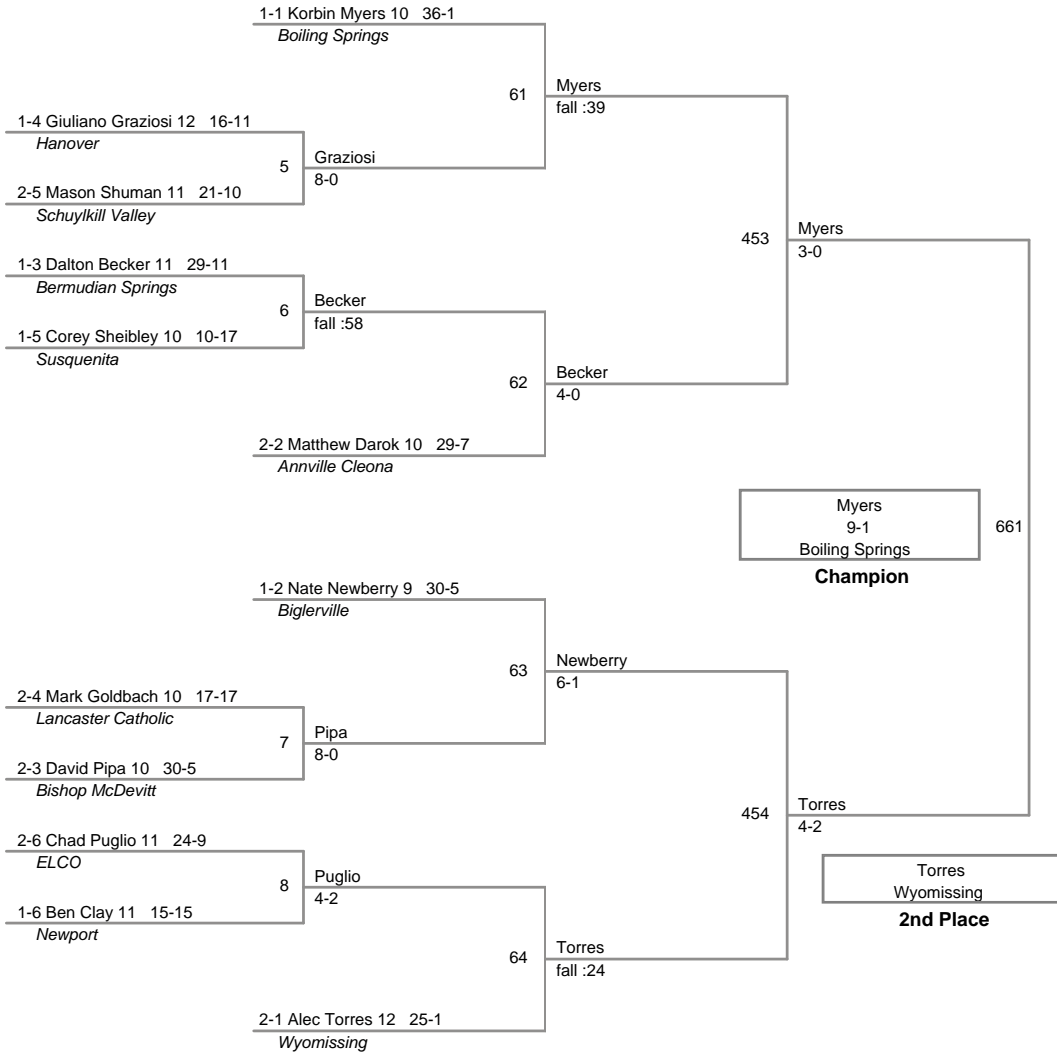 1-1 Korbin Myers 10 36-1
Boiling Springs
61
Myers
fall :39
1-4 Giuliano Graziosi 12 16-11
Hanover
5
Graziosi
8-0
2-5 Mason Shuman 11 21-10
Schuylkill Valley
453
Myers
3-0
1-3 Dalton Becker 11 29-11
Bermudian Springs
6
Becker
fall :58
1-5 Corey Sheibley 10 10-17
Susquenita
62
Becker
4-0
2-2 Matthew Darok 10 29-7
Annville Cleona
Myers
9-1
Boiling Springs
Champion
661
1-2 Nate Newberry 9 30-5
Biglerville
63
Newberry
6-1
2-4 Mark Goldbach 10 17-17
Lancaster Catholic
7
Pipa
8-0
2-3 David Pipa 10 30-5
Bishop McDevitt
454
Torres
4-2
2-6 Chad Puglio 11 24-9
ELCO
8
Puglio
4-2
1-6 Ben Clay 11 15-15
Newport
Torres
Wyomissing
2nd Place
64
Torres
fall :24
2-1 Alec Torres 12 25-1
Wyomissing